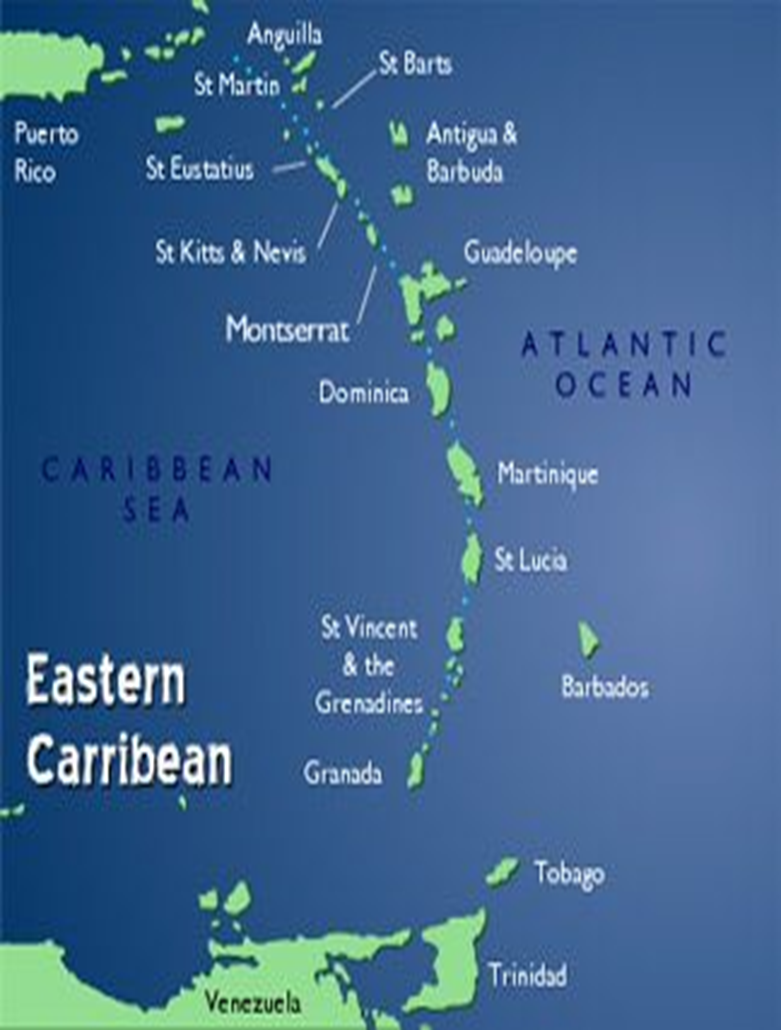 Anguilla
St Barts
St Martin
Puerto
Rico
Antigua &
Barbuda
St Eustatius
St Kitts & Nevis
Guadeloupe
Montserrat
ATLANTIC
OCEAN
Dominica
CARIBBEAN
SEA
Martinique
St Lucia
St Vincent
& the
Grenadines
Barbados
Eastern
Carribean
Granada
Tobago
Trinidad
Venezuela